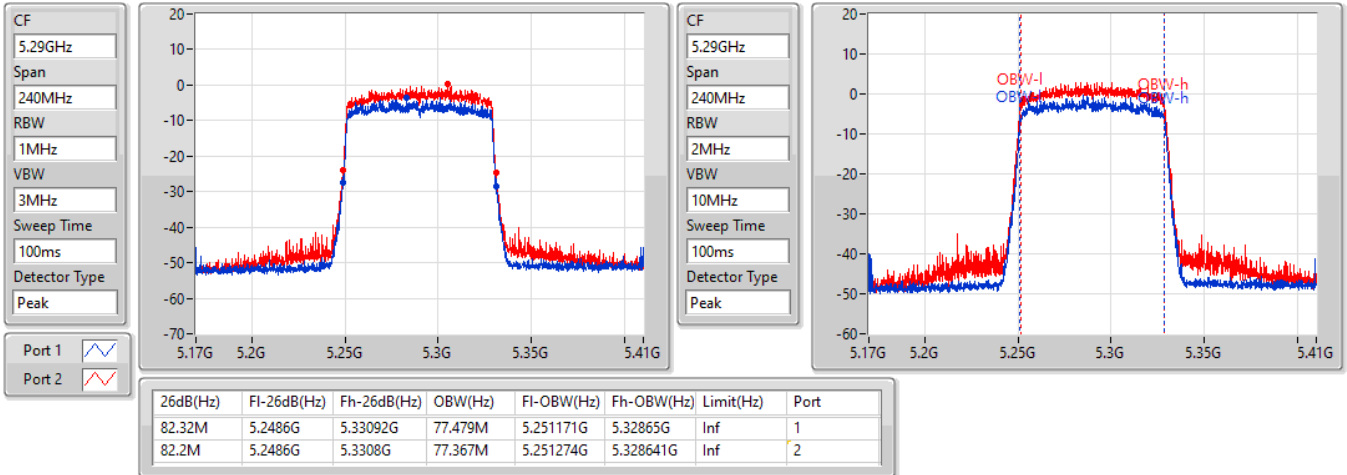 CF
5.29GHz
Span
240MHz
RBW
1MHz
VBW
3MHz
Sweep Time
100ms
Detector Type
Peak
20
10
0
-10
-20
-30
-40
-50
-60
-70
5.17G 5.2G 5.25G 5.3G 5.35G 5.41G
CF
5.29GHz
Span
240MHz
RBW
2MHz
VBW
10MHz
Sweep Time
100ms
Detector Type
Peak
20
10
0
-10
-20
-30
-40
-50
-60
OBW-l OBW-h
OBW-h
5.17G 5.2G 5.25G 5.3G 5.35G 5.41G
Port 1
Port 2
26dB(Hz) Fl-26dB(Hz) Fh-26dB(Hz) OBW(Hz) Fl-OBW(Hz) Fh-OBW(Hz) Limit(Hz) Port
82.32M 5.2486G 5.33092G 77.479M 5.251171G 5.32865G Inf 1
82.2M 5.2486G 5.3308G 77.367M 5.251274G 5.328641G Inf 2